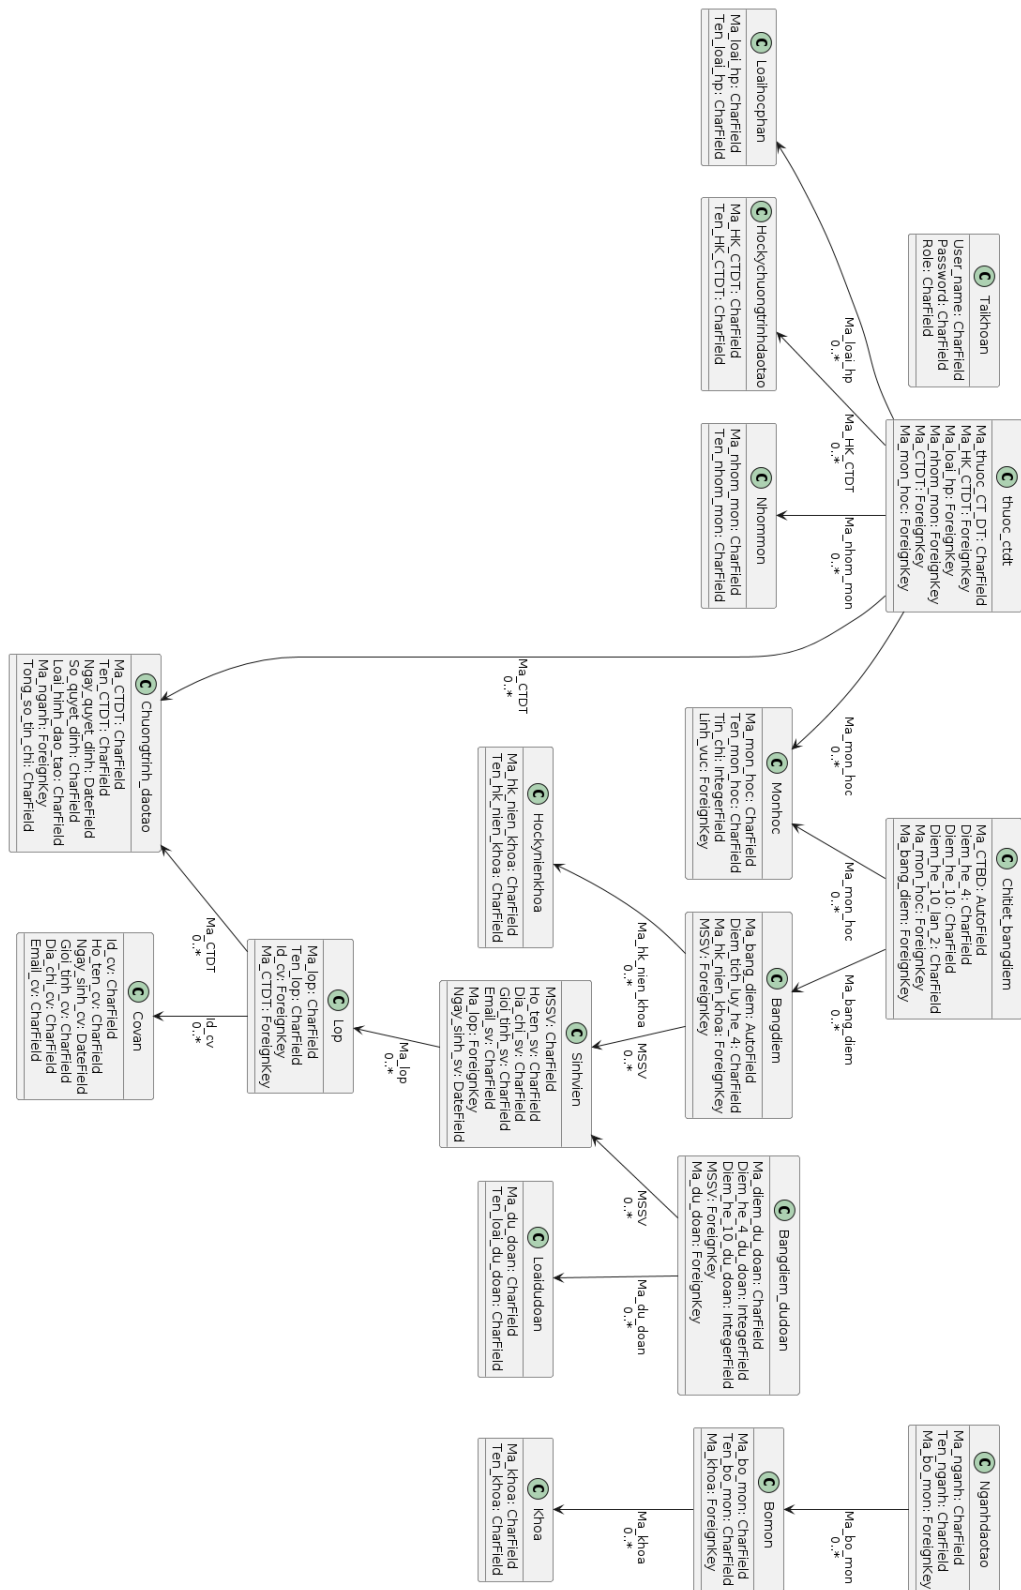 C Taikhoan
User_name: CharField
Password: CharField
Role: CharField
C thuoc_ctdt
Ma_thuoc_CT_DT: CharField
Ma_HK_CTDT: ForeignKey
Ma_loai_hp: ForeignKey
Ma_nhom_mon: ForeignKey
Ma_CTDT: ForeignKey
Ma_mon_hoc: ForeignKey
C Chitiet_bangdiem
Ma_CTBD: AutoField
Diem_he_4: CharField
Diem_he_10: CharField
Diem_he_10_lan_2: CharField
Ma_mon_hoc: ForeignKey
Ma_bang_diem: ForeignKey
C Nganhdaotao
Ma_nganh: CharField
Ten_nganh: CharField
Ma_bo_mon: ForeignKey
Ma_loai_hp
0..*
Ma_HK_CTDT
0..*
Ma_nhom_mon
0..*
Ma_mon_hoc
0..*
Ma_mon_hoc
0..*
Ma_bang_diem
0..*
Ma_bo_mon
0..*
C Loaihocphan
Ma_loai_hp: CharField
Ten_loai_hp: CharField
C Hockychuongtrinhdaotao
Ma_HK_CTDT: CharField
Ten_HK_CTDT: CharField
C Nhommon
Ma_nhom_mon: CharField
Ten_nhom_mon: CharField
C Monhoc
Ma_mon_hoc: CharField
Ten_mon_hoc: CharField
Tin_chi: IntegerField
Linh_vuc: ForeignKey
C Bangdiem
Ma_bang_diem: AutoField
Diem_tich_luy_he_4: CharField
Ma_hk_nien_khoa: ForeignKey
MSSV: ForeignKey
C Bangdiem_dudoan
Ma_diem_du_doan: CharField
Diem_he_4_du_doan: IntegerField
Diem_he_10_du_doan: IntegerField
MSSV: ForeignKey
Ma_du_doan: ForeignKey
C Bomon
Ma_bo_mon: CharField
Ten_bo_mon: CharField
Ma_khoa: ForeignKey
Ma_CTDT
0..*
Ma_hk_nien_khoa
0..*
MSSV
0..*
MSSV
0..*
Ma_du_doan
0..*
Ma_khoa
0..*
C Hockynienkhoa
Ma_hk_nien_khoa: CharField
Ten_hk_nien_khoa: CharField
C Sinhvien
MSSV: CharField
Ho_ten_sv: CharField
Dia_chi_sv: CharField
Gioi_tinh_sv: CharField
Email_sv: CharField
Ma_lop: ForeignKey
Ngay_sinh_sv: DateField
C Loaidudoan
Ma_du_doan: CharField
Ten_loai_du_doan: CharField
C Khoa
Ma_khoa: CharField
Ten_khoa: CharField
Ma_lop
0..*
C Lop
Ma_lop: CharField
Ten_lop: CharField
Id_cv: ForeignKey
Ma_CTDT: ForeignKey
Ma_CTDT
0..*
Id_cv
0..*
C Chuongtrinh_daotao
Ma_CTDT: CharField
Ten_CTDT: CharField
Ngay_quyet_dinh: DateField
So_quyet_dinh: CharField
Loai_hinh_dao_tao: CharField
Ma_nganh: ForeignKey
Tong_so_tin_chi: CharField
C Covan
Id_cv: CharField
Ho_ten_cv: CharField
Ngay_sinh_cv: DateField
Gioi_tinh_cv: CharField
Dia_chi_cv: CharField
Email_cv: CharField